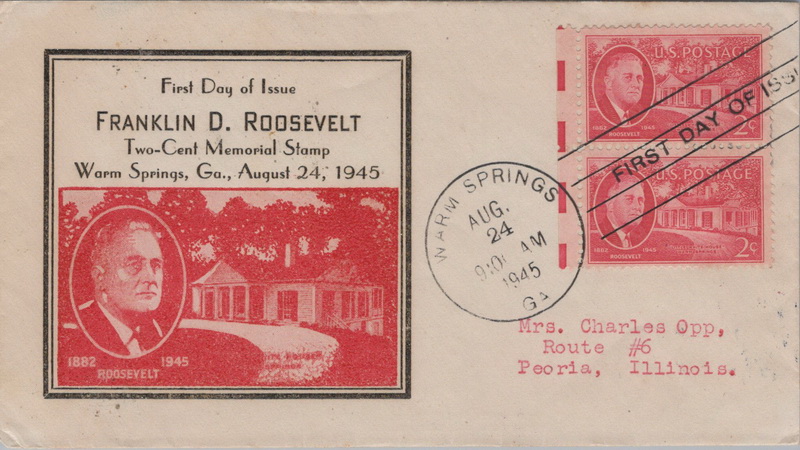 First Day of Issue
FRANKLIN D. ROOSEVELT
Two-Cent Memorial Stamp
Warm Springs, Ga., August 24, 1945
1882 1945
ROOSEVELT
U.S. POSTAGE
1882 1945
ROOSEVELT
2¢
FIRST DAY OF ISSU
U.S. POSTAGE
1882 1945
ROOSEVELT
2¢
WARM SPRINGS
AUG.
24
AM
1945
GA
Mrs. Charles Opp,
Route #6
Peoria, Illinois.